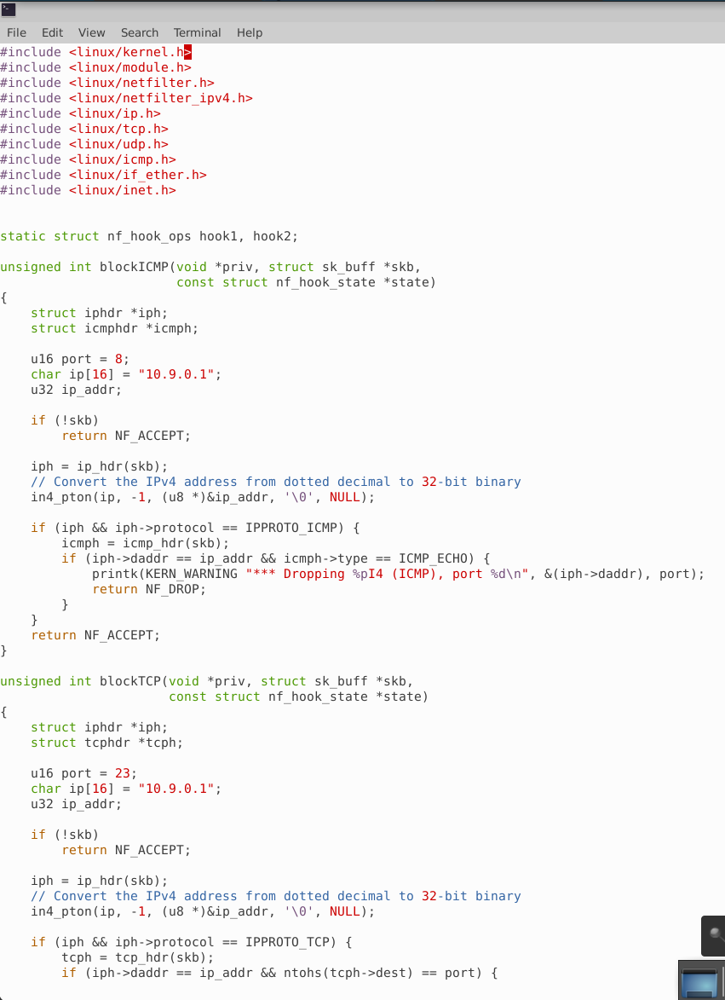 File Edit View Search Terminal Help
#include <linux/kernel.h>
#include <linux/module.h>
#include <linux/netfilter.h>
#include <linux/netfilter_ipv4.h>
#include <linux/ip.h>
#include <linux/tcp.h>
#include <linux/udp.h>
#include <linux/icmp.h>
#include <linux/if_ether.h>
#include <linux/inet.h>
static struct nf_hook_ops hook1, hook2;
unsigned int blockICMP(void *priv, struct sk_buff *skb,
                       const struct nf_hook_state *state)
{
    struct iphdr *iph;
    struct icmphdr *icmph;
    u16 port = 8;
    char ip[16] = "10.9.0.1";
    u32 ip_addr;
    if (!skb)
        return NF_ACCEPT;
    iph = ip_hdr(skb);
    // Convert the IPv4 address from dotted decimal to 32-bit binary
    in4_pton(ip, -1, (u8 *)&ip_addr, '\0', NULL);
    if (iph && iph->protocol == IPPROTO_ICMP) {
        icmph = icmp_hdr(skb);
        if (iph->daddr == ip_addr && icmph->type == ICMP_ECHO) {
            printk(KERN_WARNING "*** Dropping %pI4 (ICMP), port %d\n", &(iph->daddr), port);
            return NF_DROP;
        }
    }
    return NF_ACCEPT;
}
unsigned int blockTCP(void *priv, struct sk_buff *skb,
                      const struct nf_hook_state *state)
{
    struct iphdr *iph;
    struct tcphdr *tcph;
    u16 port = 23;
    char ip[16] = "10.9.0.1";
    u32 ip_addr;
    if (!skb)
        return NF_ACCEPT;
    iph = ip_hdr(skb);
    // Convert the IPv4 address from dotted decimal to 32-bit binary
    in4_pton(ip, -1, (u8 *)&ip_addr, '\0', NULL);
    if (iph && iph->protocol == IPPROTO_TCP) {
        tcph = tcp_hdr(skb);
        if (iph->daddr == ip_addr && ntohs(tcph->dest) == port) {